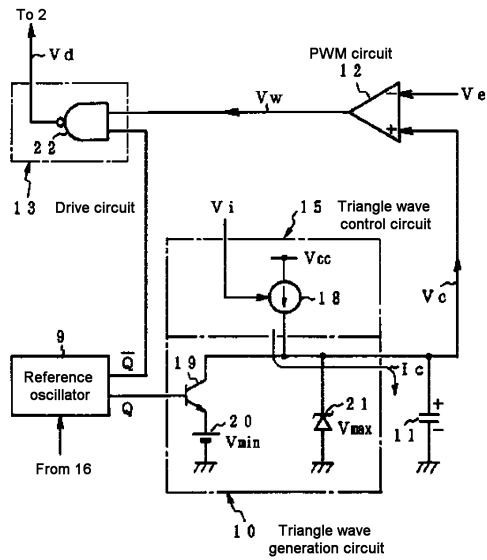 To 2
Vd
PWM circuit
12
Vw
Ve
−
+
22
13
Drive circuit
Vi
15
Triangle wave
control circuit
Vcc
18
Vc
9
Q̅
19
Ic
Reference
oscillator
Q
20
21
Vmin
Vmax
11
+
−
From 16
10
Triangle wave
generation circuit